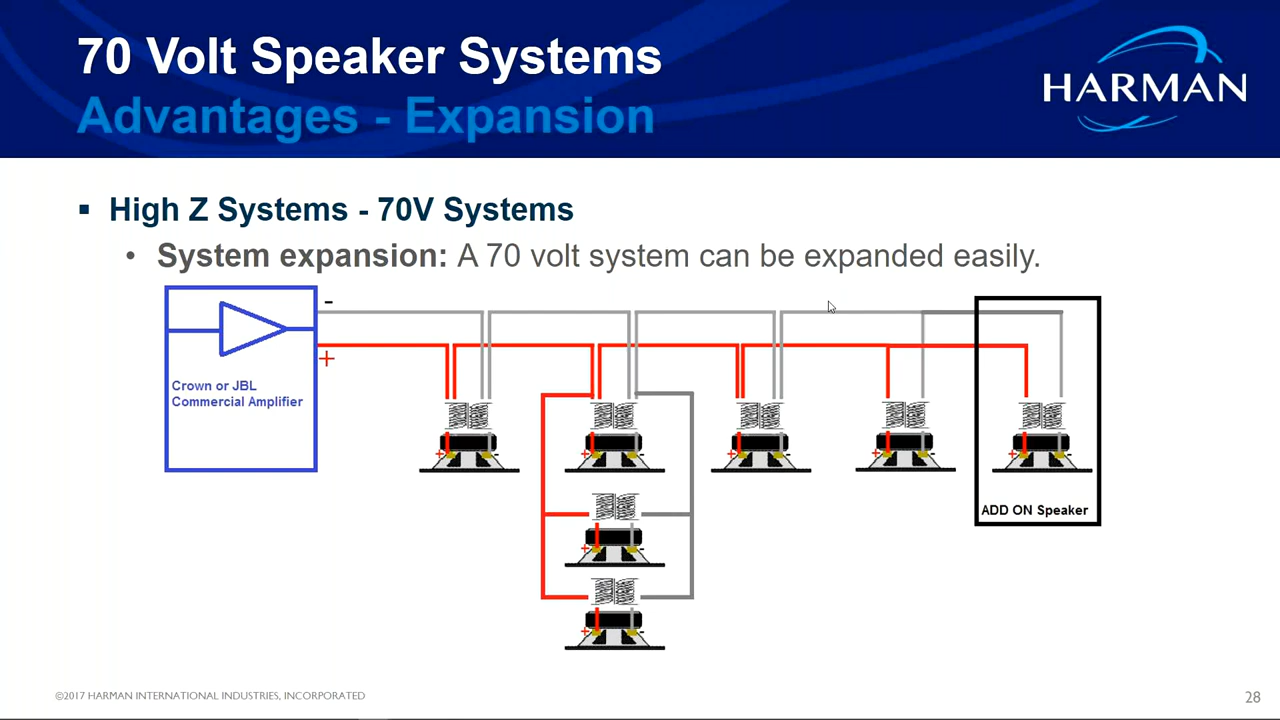 70 Volt Speaker Systems
Advantages - Expansion
HARMAN
▪ High Z Systems - 70V Systems
• System expansion: A 70 volt system can be expanded easily.
-
+
Crown or JBL
Commercial Amplifier
+ -
+ -
+ -
+ -
+ -
ADD ON Speaker
+ -
+ -
©2017 HARMAN INTERNATIONAL INDUSTRIES, INCORPORATED
28